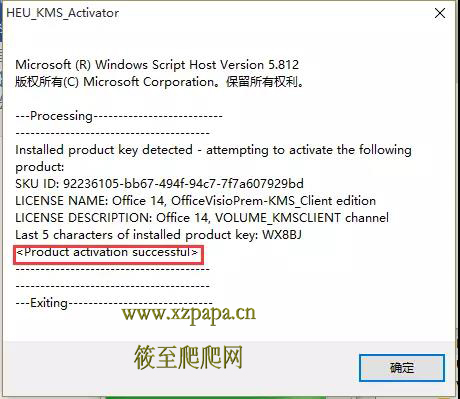 HEU_KMS_Activator
Microsoft (R) Windows Script Host Version 5.812
版权所有(C) Microsoft Corporation。保留所有权利。
---Processing--------------------------
---------------------------------------
Installed product key detected - attempting to activate the following
product:
SKU ID: 92236105-bb67-494f-94c7-7f7a607929bd
LICENSE NAME: Office 14, OfficeVisioPrem-KMS_Client edition
LICENSE DESCRIPTION: Office 14, VOLUME_KMSCLIENT channel
Last 5 characters of installed product key: WX8BJ
<Product activation successful>
---------------------------------------
---------------------------------------
---Exiting-----------------------------
www.xzpapa.cn
筱至爬爬网
确定